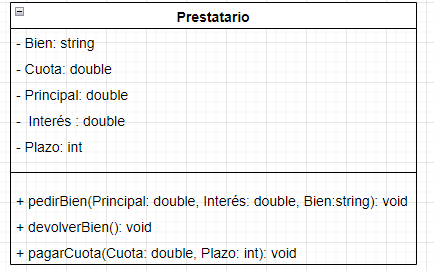 Prestatario
- Bien: string
- Cuota: double
- Principal: double
- Interés : double
- Plazo: int
+ pedirBien(Principal: double, Interés: double, Bien:string): void
+ devolverBien(): void
+ pagarCuota(Cuota: double, Plazo: int): void